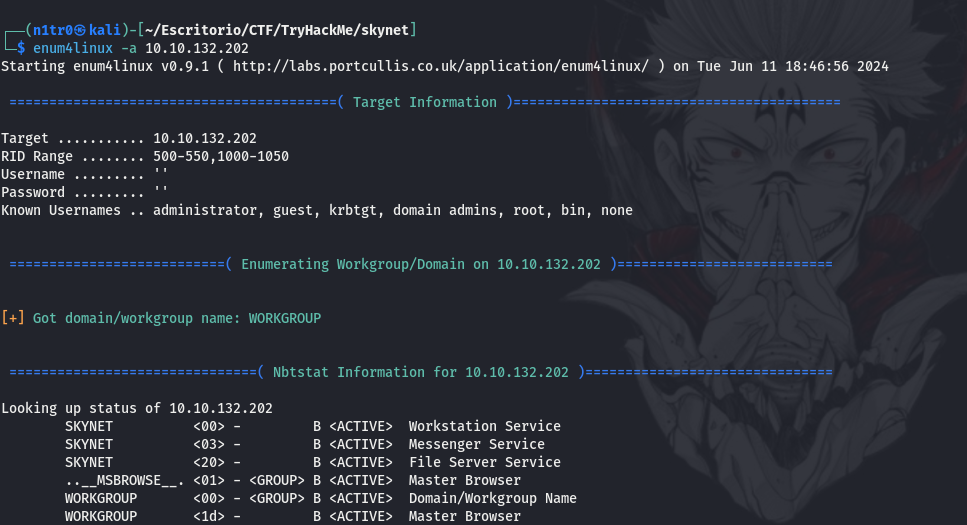 ┌──(n1tr0㉿kali)-[~/Escritorio/CTF/TryHackMe/skynet]
└─$ enum4linux -a 10.10.132.202
Starting enum4linux v0.9.1 ( http://labs.portcullis.co.uk/application/enum4linux/ ) on Tue Jun 11 18:46:56 2024
=========================================( Target Information )=========================================
Target ........... 10.10.132.202
RID Range ........ 500-550,1000-1050
Username ......... ''
Password ......... ''
Known Usernames .. administrator, guest, krbtgt, domain admins, root, bin, none
===========================( Enumerating Workgroup/Domain on 10.10.132.202 )===========================
[+] Got domain/workgroup name: WORKGROUP
===============================( Nbtstat Information for 10.10.132.202 )===============================
Looking up status of 10.10.132.202
SKYNET          <00> -         B <ACTIVE>  Workstation Service
SKYNET          <03> -         B <ACTIVE>  Messenger Service
SKYNET          <20> -         B <ACTIVE>  File Server Service
..__MSBROWSE__. <01> - <GROUP> B <ACTIVE>  Master Browser
WORKGROUP       <00> - <GROUP> B <ACTIVE>  Domain/Workgroup Name
WORKGROUP       <1d> -         B <ACTIVE>  Master Browser